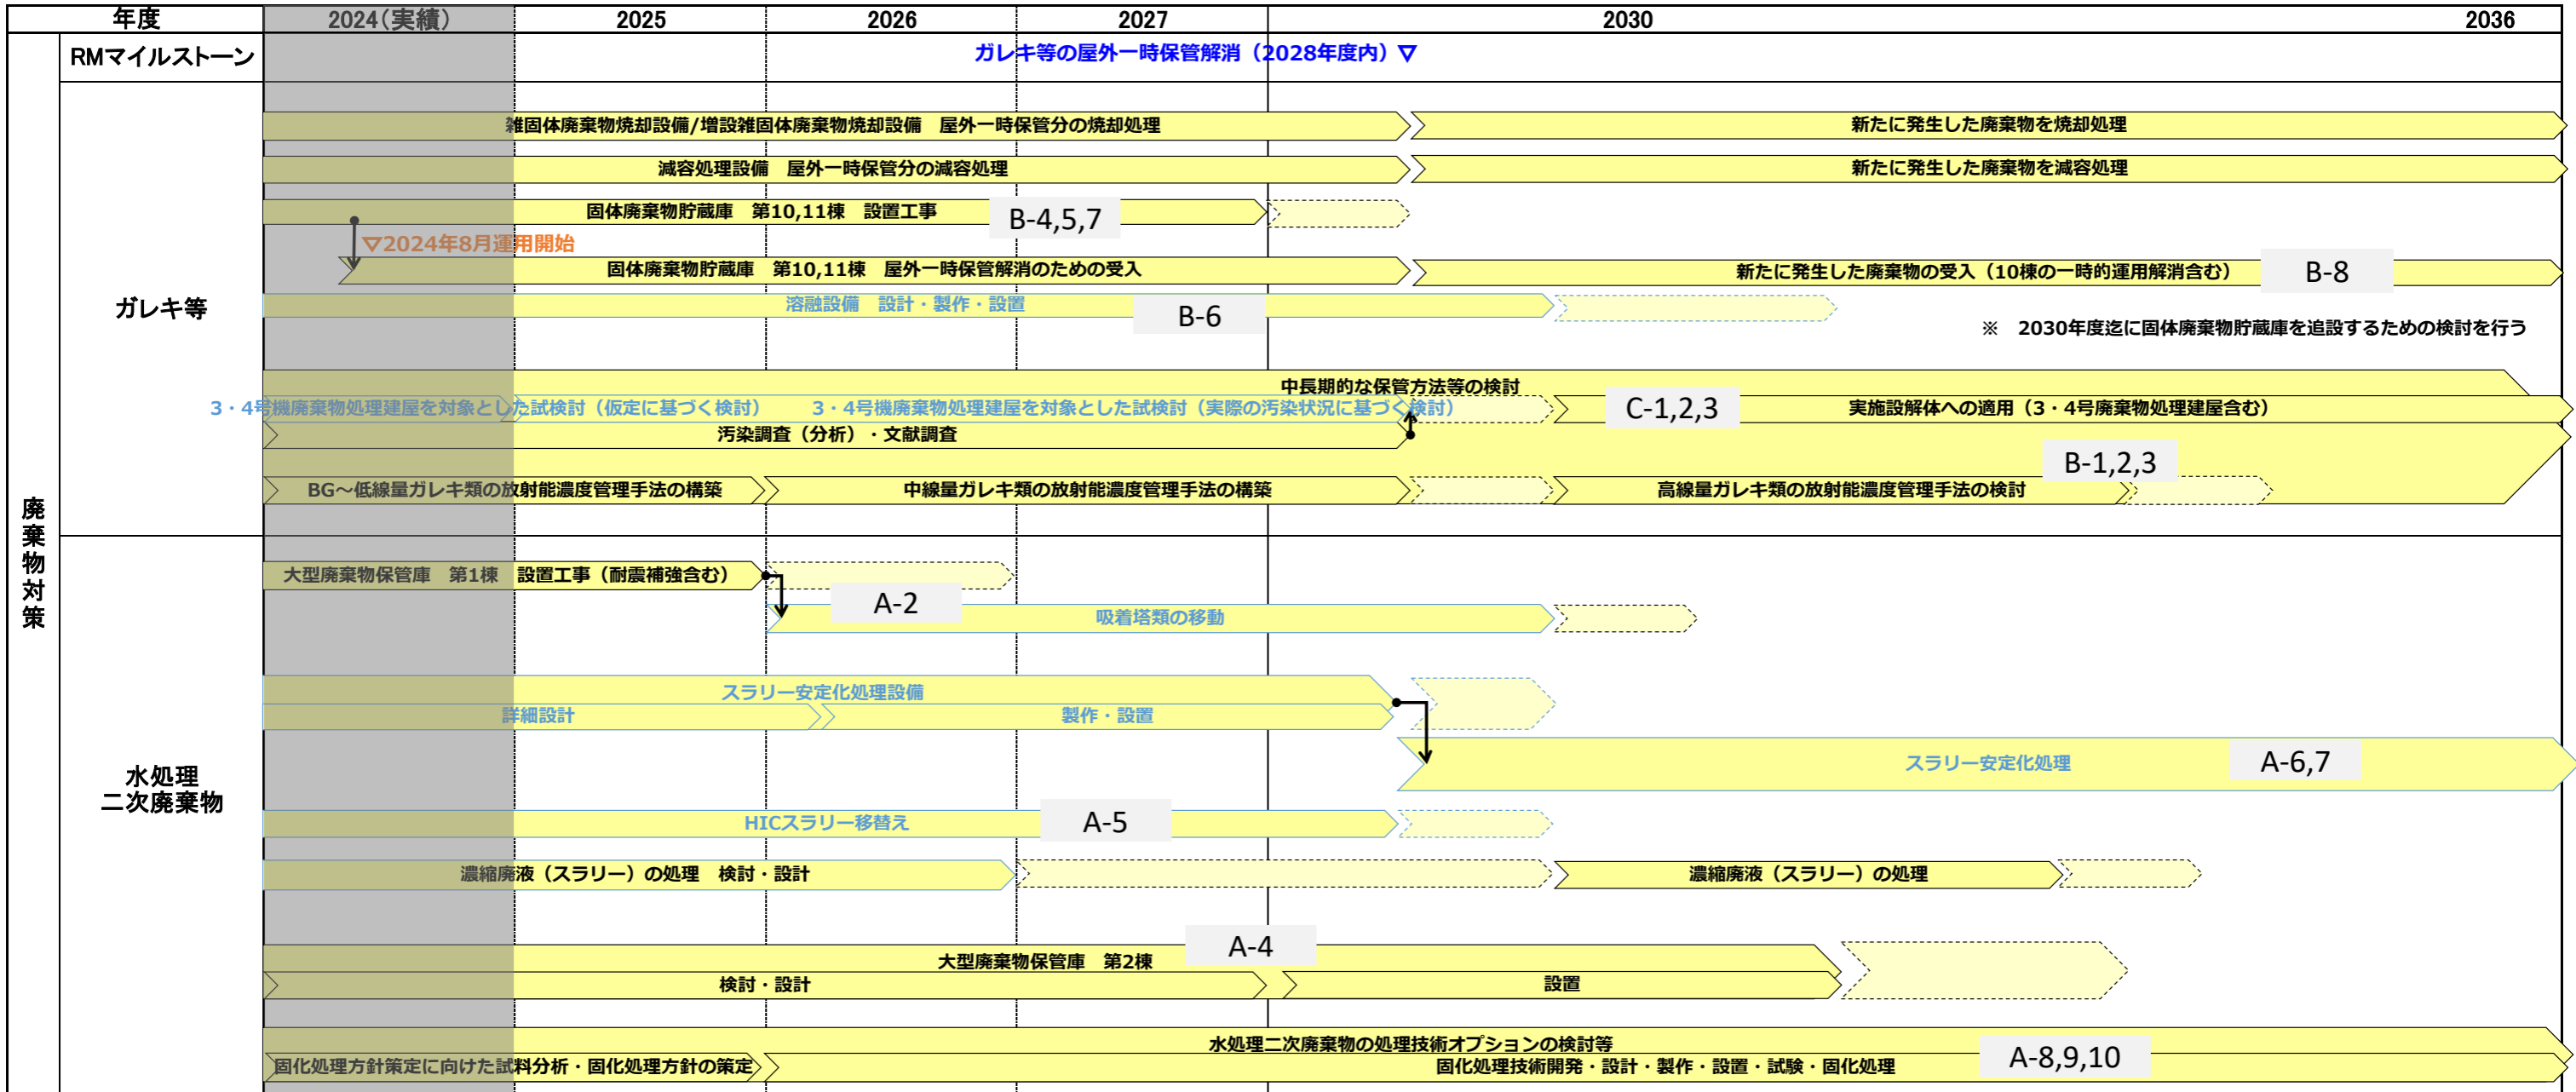 年度
2024(実績)
2025
2026
2027
2030
2036
廃棄物対策
RMマイルストーン
ガレキ等の屋外一時保管解消（2028年度内）▽
ガレキ等
雑固体廃棄物焼却設備/増設雑固体廃棄物焼却設備　屋外一時保管分の焼却処理
新たに発生した廃棄物を焼却処理
減容処理設備　屋外一時保管分の減容処理
新たに発生した廃棄物を減容処理
固体廃棄物貯蔵庫　第10,11棟　設置工事
B-4,5,7
▽2024年8月運用開始
固体廃棄物貯蔵庫　第10,11棟　屋外一時保管解消のための受入
新たに発生した廃棄物の受入（10棟の一時的運用解消含む）
B-8
溶融設備　設計・製作・設置
B-6
※　2030年度迄に固体廃棄物貯蔵庫を追設するための検討を行う
中長期的な保管方法等の検討
3・4号機廃棄物処理建屋を対象とした試検討（仮定に基づく検討）
3・4号機廃棄物処理建屋を対象とした試検討（実際の汚染状況に基づく検討）
C-1,2,3
実施設解体への適用（3・4号廃棄物処理建屋含む）
汚染調査（分析）・文献調査
B-1,2,3
BG～低線量ガレキ類の放射能濃度管理手法の構築
中線量ガレキ類の放射能濃度管理手法の構築
高線量ガレキ類の放射能濃度管理手法の検討
水処理
二次廃棄物
大型廃棄物保管庫　第1棟　設置工事（耐震補強含む）
A-2
吸着塔類の移動
スラリー安定化処理設備
詳細設計
製作・設置
スラリー安定化処理
A-6,7
HICスラリー移替え
A-5
濃縮廃液（スラリー）の処理　検討・設計
濃縮廃液（スラリー）の処理
A-4
大型廃棄物保管庫　第2棟
検討・設計
設置
水処理二次廃棄物の処理技術オプションの検討等
A-8,9,10
固化処理方針策定に向けた試料分析・固化処理方針の策定
固化処理技術開発・設計・製作・設置・試験・固化処理